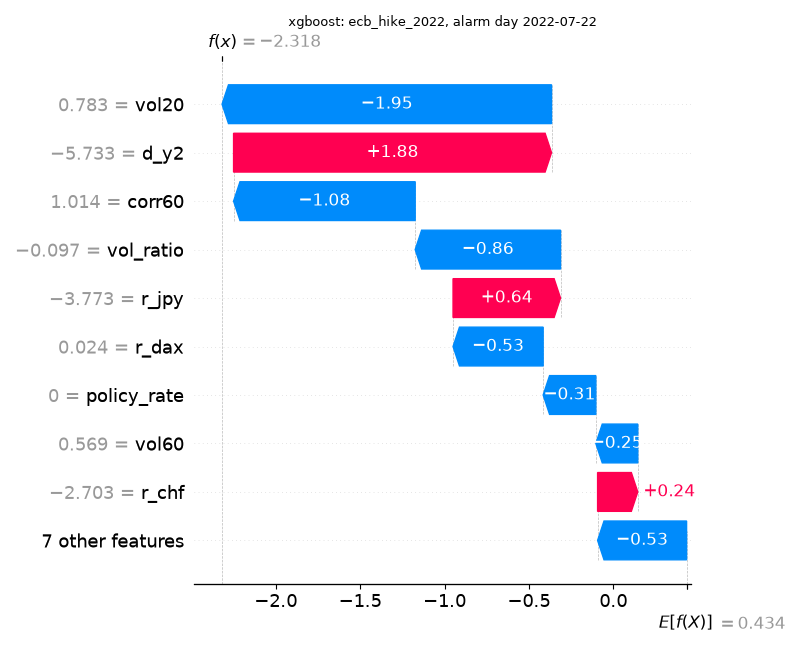 xgboost: ecb_hike_2022, alarm day 2022-07-22
f(x) = −2.318
0.783 = vol20 −1.95
−5.733 = d_y2 +1.88
1.014 = corr60 −1.08
−0.097 = vol_ratio −0.86
−3.773 = r_jpy +0.64
0.024 = r_dax −0.53
0 = policy_rate −0.31
0.569 = vol60 −0.25
−2.703 = r_chf +0.24
7 other features −0.53
−2.0 −1.5 −1.0 −0.5 0.0
E[f(X)] = 0.434